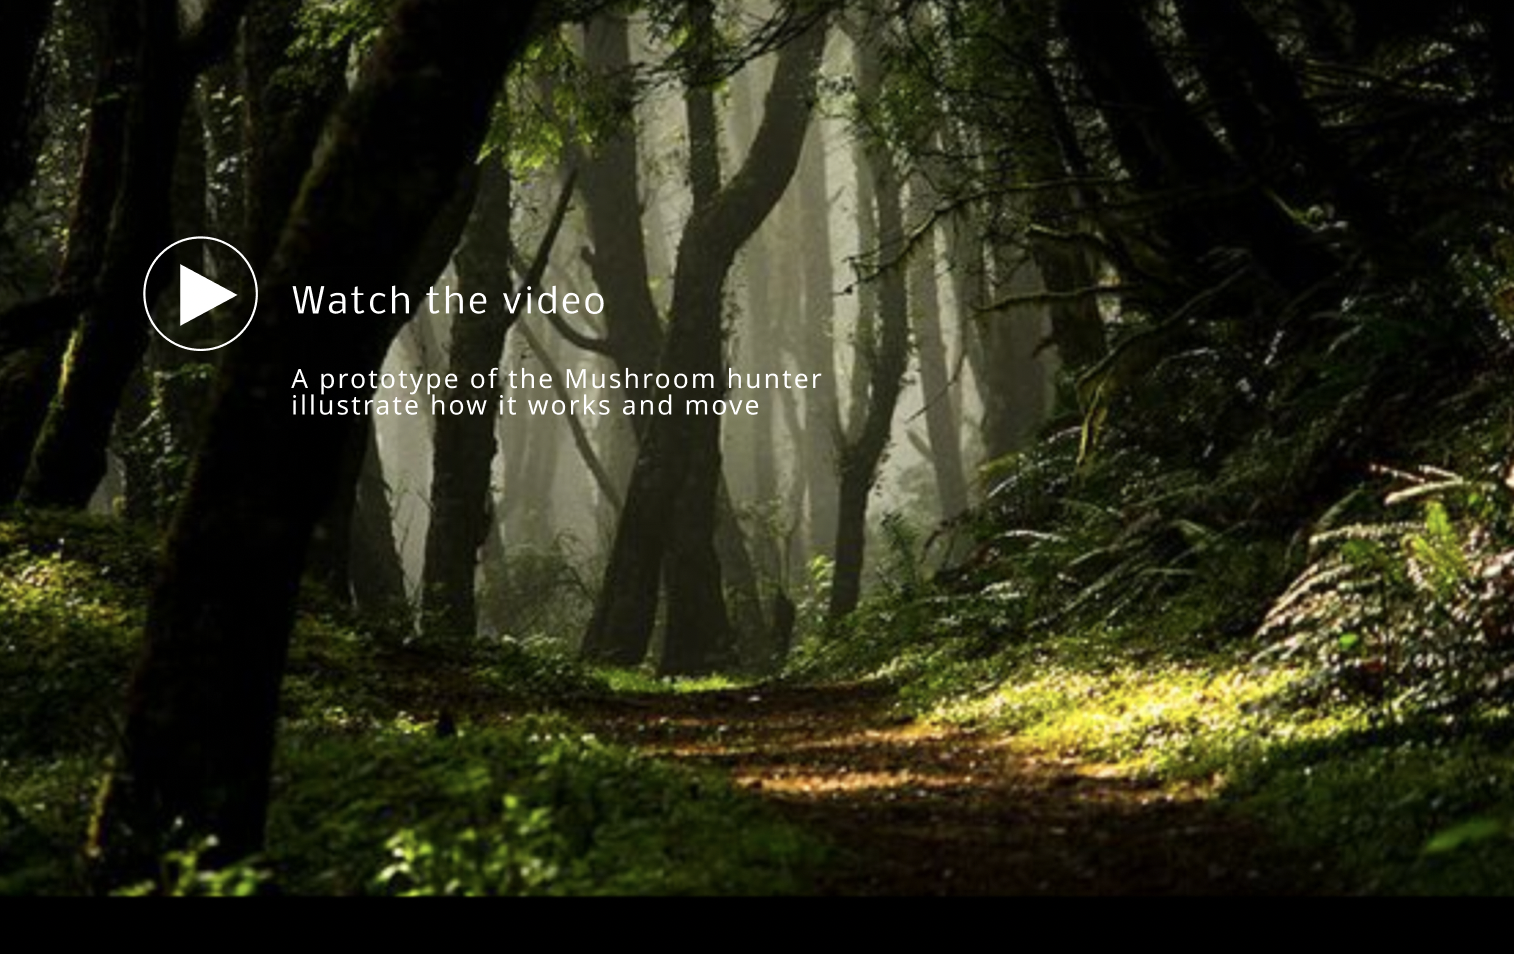 Watch the video
A prototype of the Mushroom hunter
illustrate how it works and move